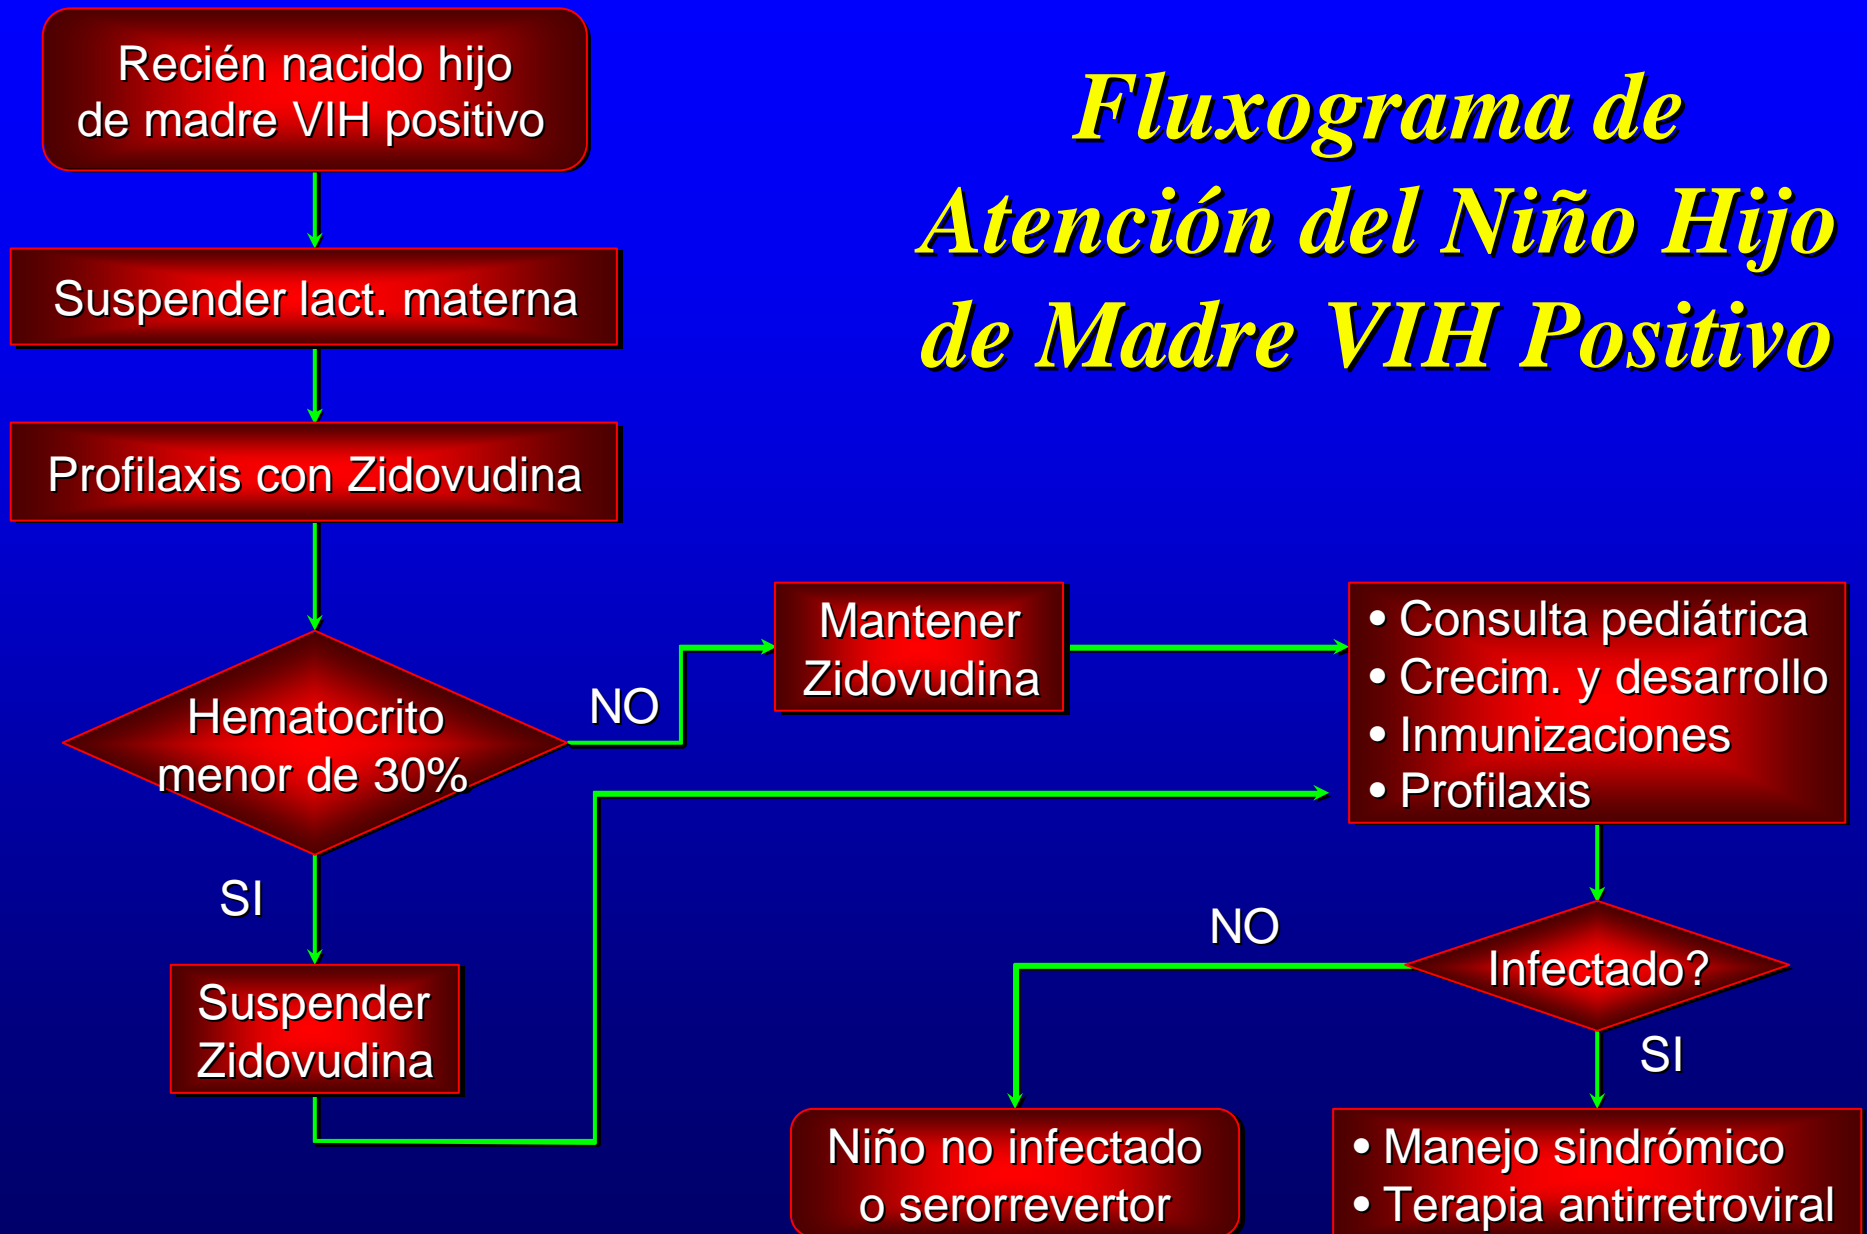 Recién nacido hijo
de madre VIH positivo
Fluxograma de
Atención del Niño Hijo
de Madre VIH Positivo
Suspender lact. materna
Profilaxis con Zidovudina
Hematocrito
menor de 30%
NO
Mantener
Zidovudina
• Consulta pediátrica
• Crecim. y desarrollo
• Inmunizaciones
• Profilaxis
SI
Suspender
Zidovudina
Infectado?
NO
SI
Niño no infectado
o serorrevertor
• Manejo sindrómico
• Terapia antirretroviral